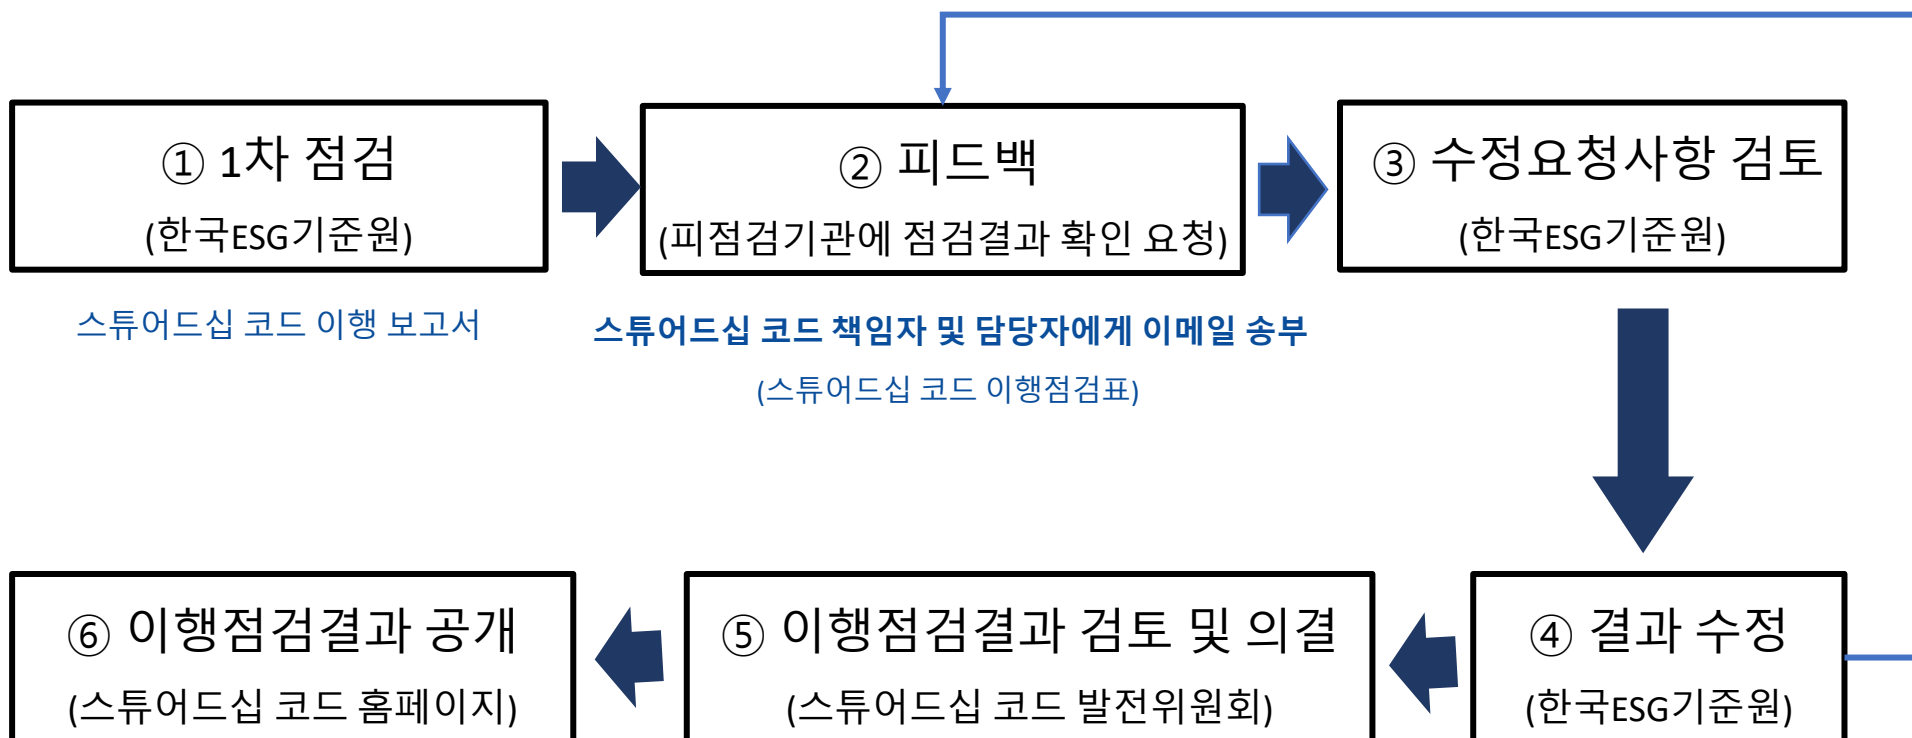 ① 1차 점검
(한국ESG기준원)
스튜어드십 코드 이행 보고서
② 피드백
(피점검기관에 점검결과 확인 요청)
스튜어드십 코드 책임자 및 담당자에게 이메일 송부
(스튜어드십 코드 이행점검표)
③ 수정요청사항 검토
(한국ESG기준원)
④ 결과 수정
(한국ESG기준원)
⑤ 이행점검결과 검토 및 의결
(스튜어드십 코드 발전위원회)
⑥ 이행점검결과 공개
(스튜어드십 코드 홈페이지)